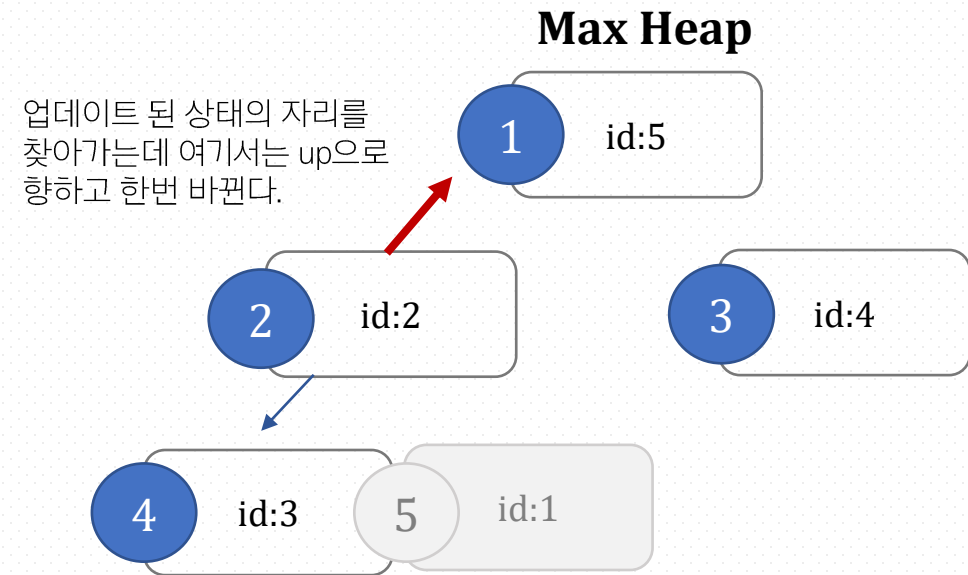 Max Heap
업데이트 된 상태의 자리를
찾아가는데 여기서는 up으로
향하고 한번 바뀐다.
1 id:5
2 id:2
3 id:4
4 id:3
5 id:1